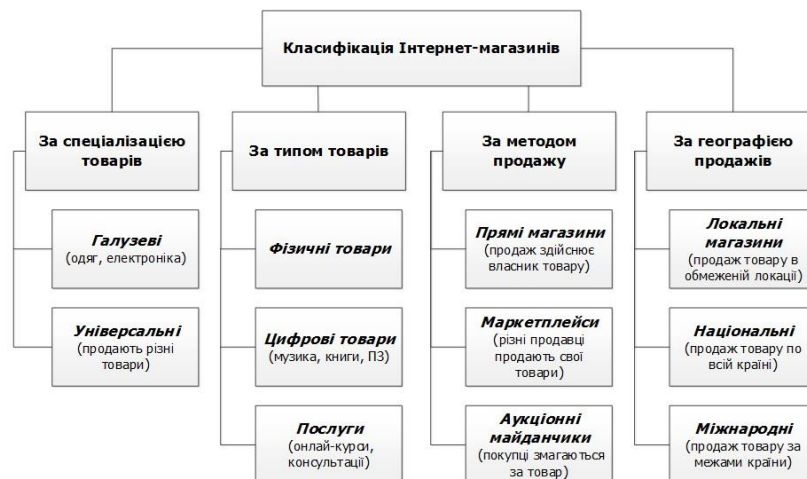 Класифікація Інтернет-магазинів
За спеціалізацією
товарів
Галузеві
(одяг, електроніка)
Універсальні
(продають різні
товари)
За типом товарів
Фізичні товари
Цифрові товари
(музика, книги, ПЗ)
Послуги
(онлай-курси,
консультації)
За методом
продажу
Прямі магазини
(продаж здійснює
власник товару)
Маркетплейси
(різні продавці
продають свої
товари)
Аукціонні
майданчики
(покупці змагаються
за товар)
За географією
продажів
Локальні
магазини
(продаж товару в
обмеженій локації)
Національні
(продаж товару по
всій країні)
Міжнародні
(продаж товару за
межами країни)